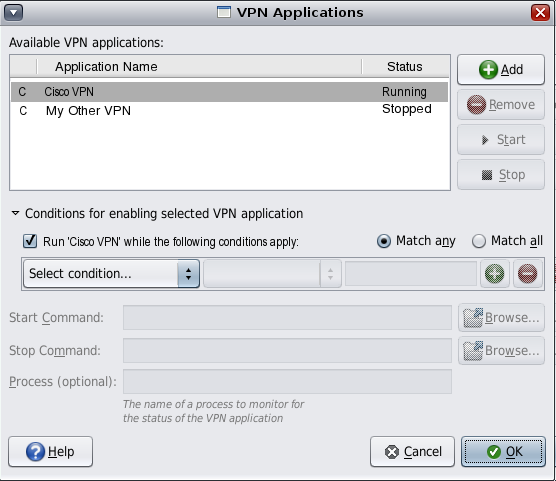 VPN Applications
Available VPN applications:
Application Name Status
C Cisco VPN Running
C My Other VPN Stopped
Add
Remove
Start
Stop
Conditions for enabling selected VPN application
Run 'Cisco VPN' while the following conditions apply: Match any Match all
Select condition...
Start Command: Browse...
Stop Command: Browse...
Process (optional):
The name of a process to monitor for
the status of the VPN application
Help Cancel OK